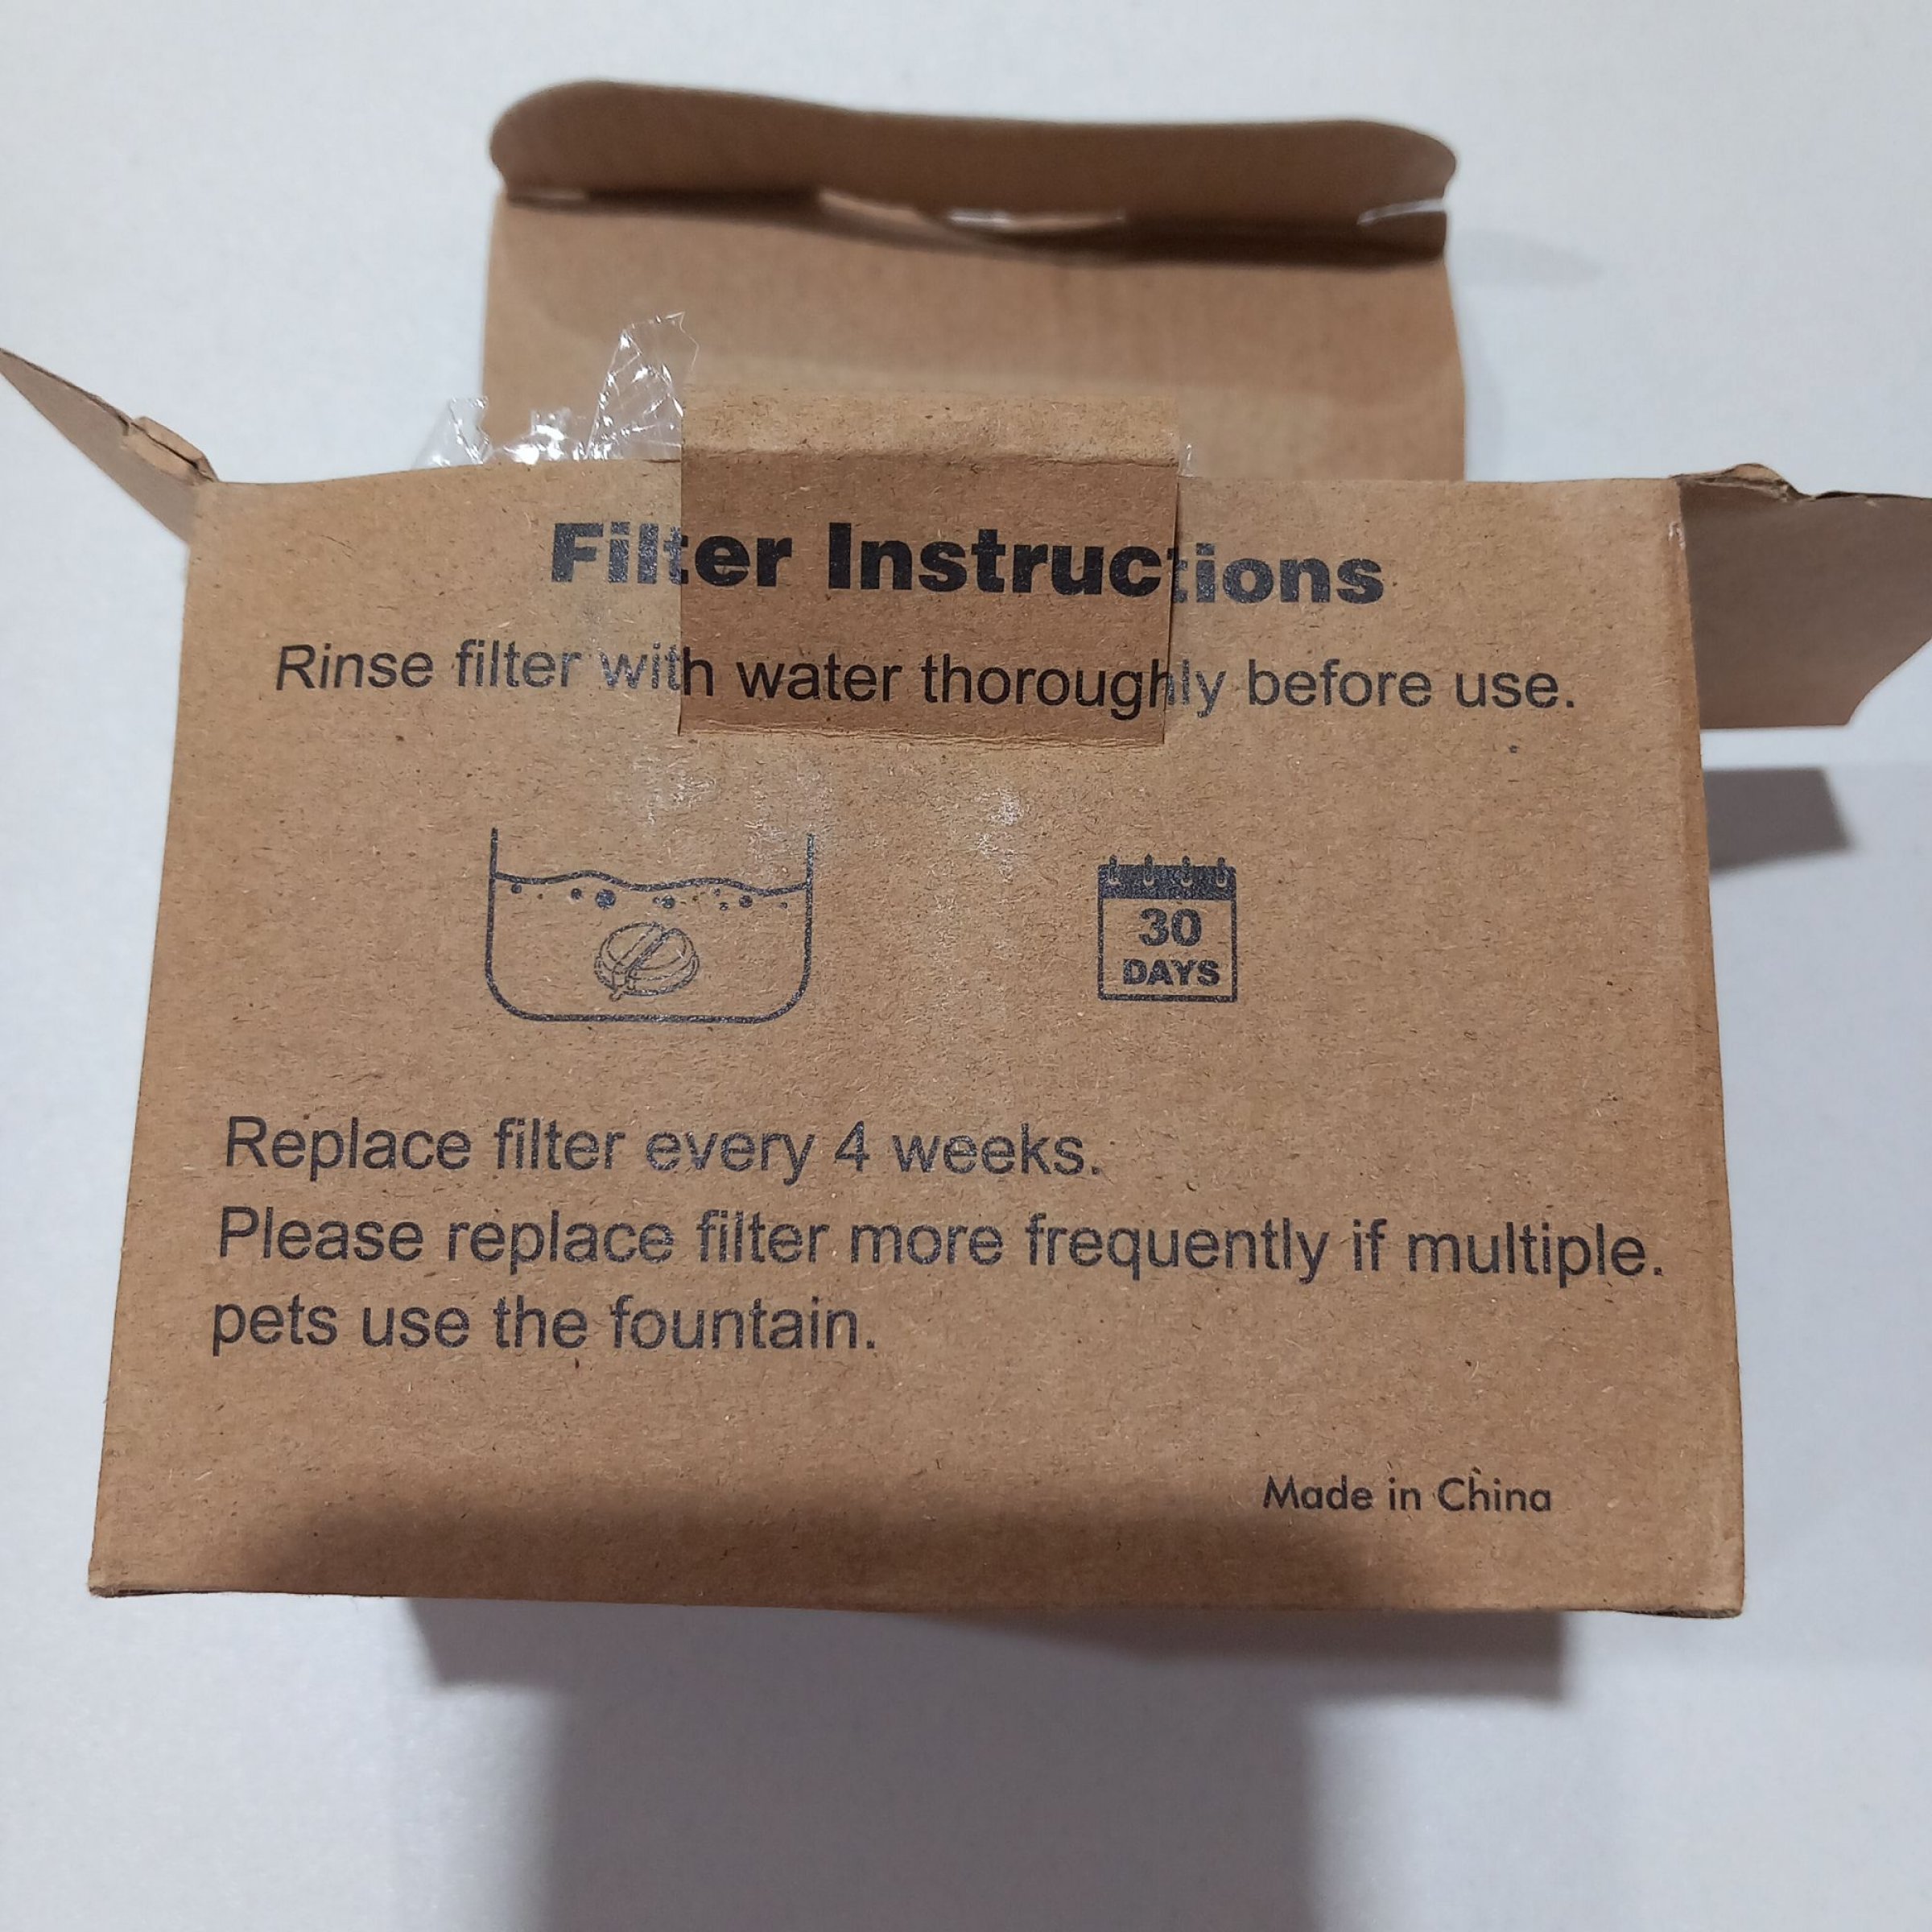 Filter Instructions
Rinse filter with water thoroughly before use.
30
DAYS
Replace filter every 4 weeks.
Please replace filter more frequently if multiple.
pets use the fountain.
Made in China